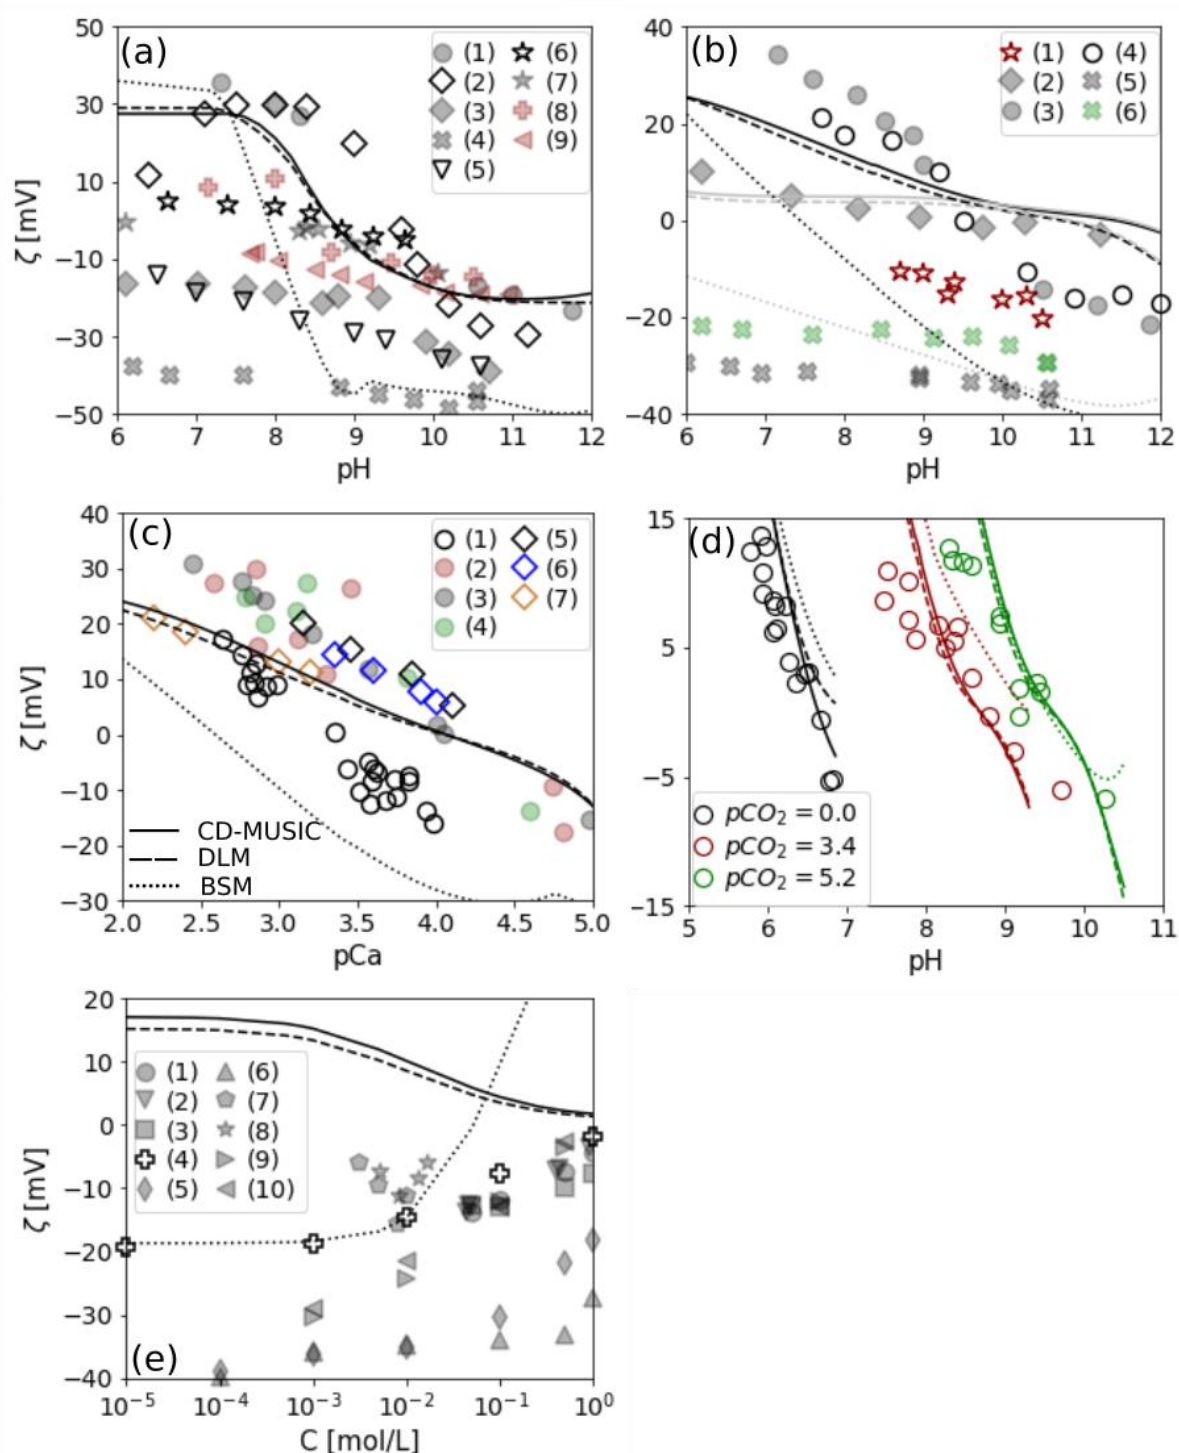 (a)
50
30
10
−10
−30
−50
ζ [mV]
(1) (6)
(2) (7)
(3) (8)
(4) (9)
(5)
6 7 8 9 10 11 12
pH
(b)
40
20
0
−20
−40
(1) (4)
(2) (5)
(3) (6)
6 7 8 9 10 11 12
pH
(c)
40
30
20
10
0
−10
−20
−30
ζ [mV]
(1) (5)
(2) (6)
(3) (7)
(4)
CD-MUSIC
DLM
BSM
2.0 2.5 3.0 3.5 4.0 4.5 5.0
pCa
(d)
15
5
−5
−15
pCO2 = 0.0
pCO2 = 3.4
pCO2 = 5.2
5 6 7 8 9 10 11
pH
20
10
0
−10
−20
−30
−40
ζ [mV]
(1) (6)
(2) (7)
(3) (8)
(4) (9)
(5) (10)
(e)
10⁻⁵ 10⁻⁴ 10⁻³ 10⁻² 10⁻¹ 10⁰
C [mol/L]